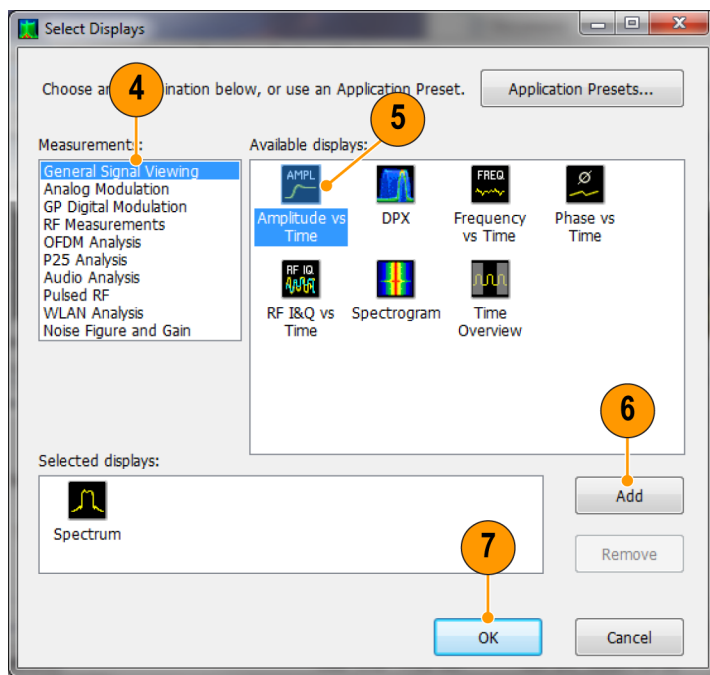 Select Displays
Choose an ination below, or use an Application Preset.
Application Presets...
4
5
Measurements:
Available displays:
General Signal Viewing
Analog Modulation
GP Digital Modulation
RF Measurements
OFDM Analysis
P25 Analysis
Audio Analysis
Pulsed RF
WLAN Analysis
Noise Figure and Gain
AMPL
Amplitude vs
Time
DPX
FREQ
Frequency
vs Time
Ø
Phase vs
Time
RF IQ
RF I&Q vs
Time
Spectrogram
Time
Overview
6
Selected displays:
Spectrum
Add
7
Remove
OK
Cancel